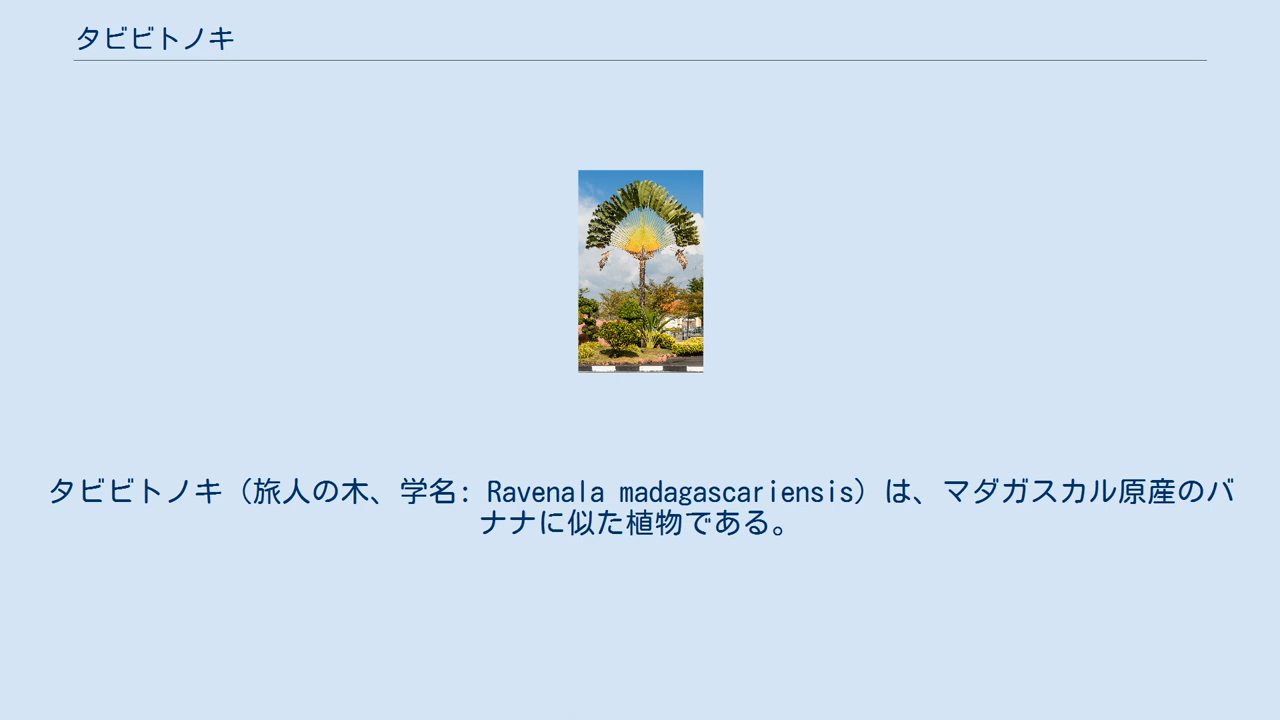 タビビトノキ
タビビトノキ（旅人の木、学名: Ravenala madagascariensis）は、マダガスカル原産のバ
ナナに似た植物である。